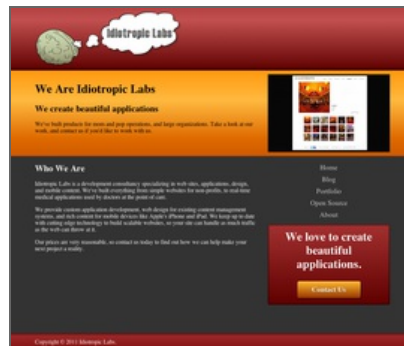 Idiotropic Labs
We Are Idiotropic Labs
We create beautiful applications
We've built products for mom and pop operations, and large organizations. Take a look at our
work, and contact us if you'd like to work with us.
Who We Are
Idiotropic Labs is a development consultancy specializing in web sites, applications, design,
and mobile content. We've built everything from simple websites for non-profits, to real-time
medical applications used by doctors at the point of care.
We provide custom application development, web design for existing content management
systems, and rich content for mobile devices like Apple's iPhone and iPad. We keep up to date
with cutting edge technology to build scalable websites, so your site can handle as much traffic
as the web can throw at it.
Our prices are very reasonable, so contact us today to find out how we can help make your
next project a reality.
Home
Blog
Portfolio
Open Source
About
We love to create
beautiful
applications.
Contact Us
Copyright © 2011 Idiotropic Labs.